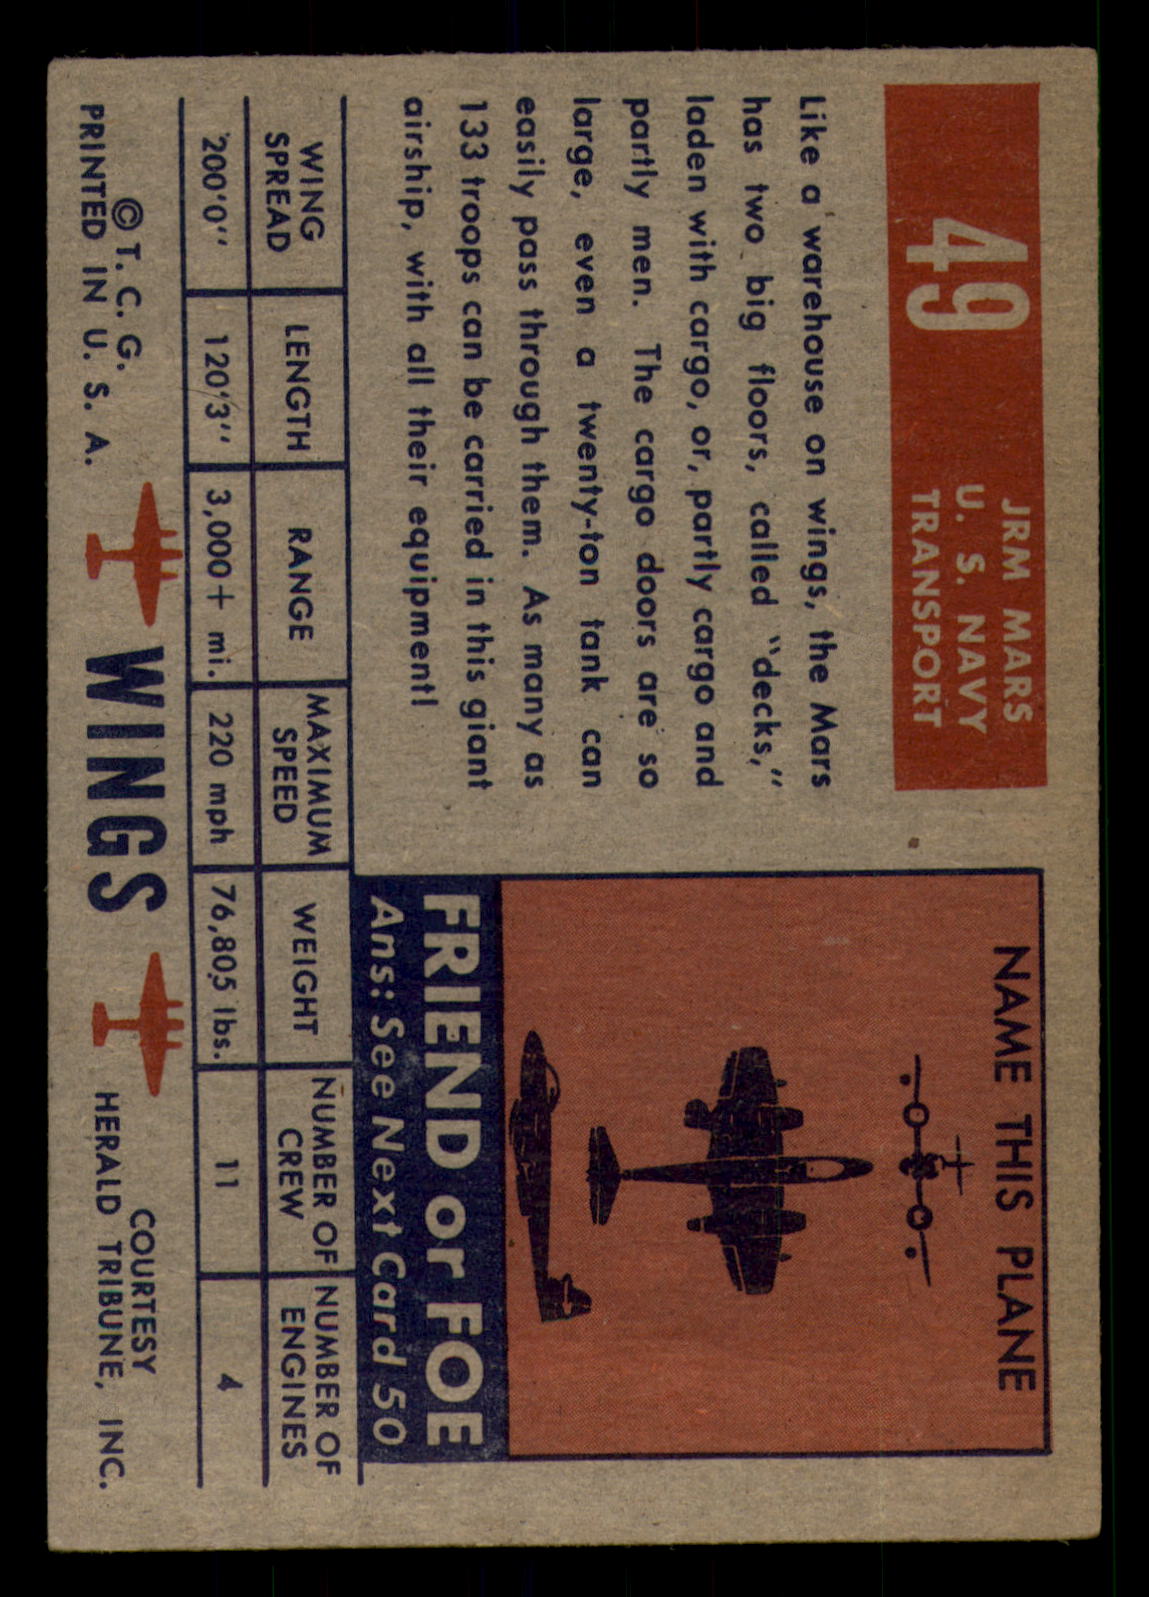 49
JRM MARS
U. S. NAVY
TRANSPORT
Like a warehouse on wings, the Mars
has two big floors, called "decks,"
laden with cargo, or, partly cargo and
partly men. The cargo doors are so
large, even a twenty-ton tank can
easily pass through them. As many as
133 troops can be carried in this giant
airship, with all their equipment!
NAME THIS PLANE
FRIEND or FOE
Ans: See Next Card 50
WING SPREAD LENGTH RANGE MAXIMUM SPEED WEIGHT NUMBER OF CREW NUMBER OF ENGINES
200'0" 120'3" 3,000+ mi. 220 mph 76,805 lbs. 11 4
© T. C. G.
PRINTED IN U. S. A.
WINGS
COURTESY
HERALD TRIBUNE, INC.